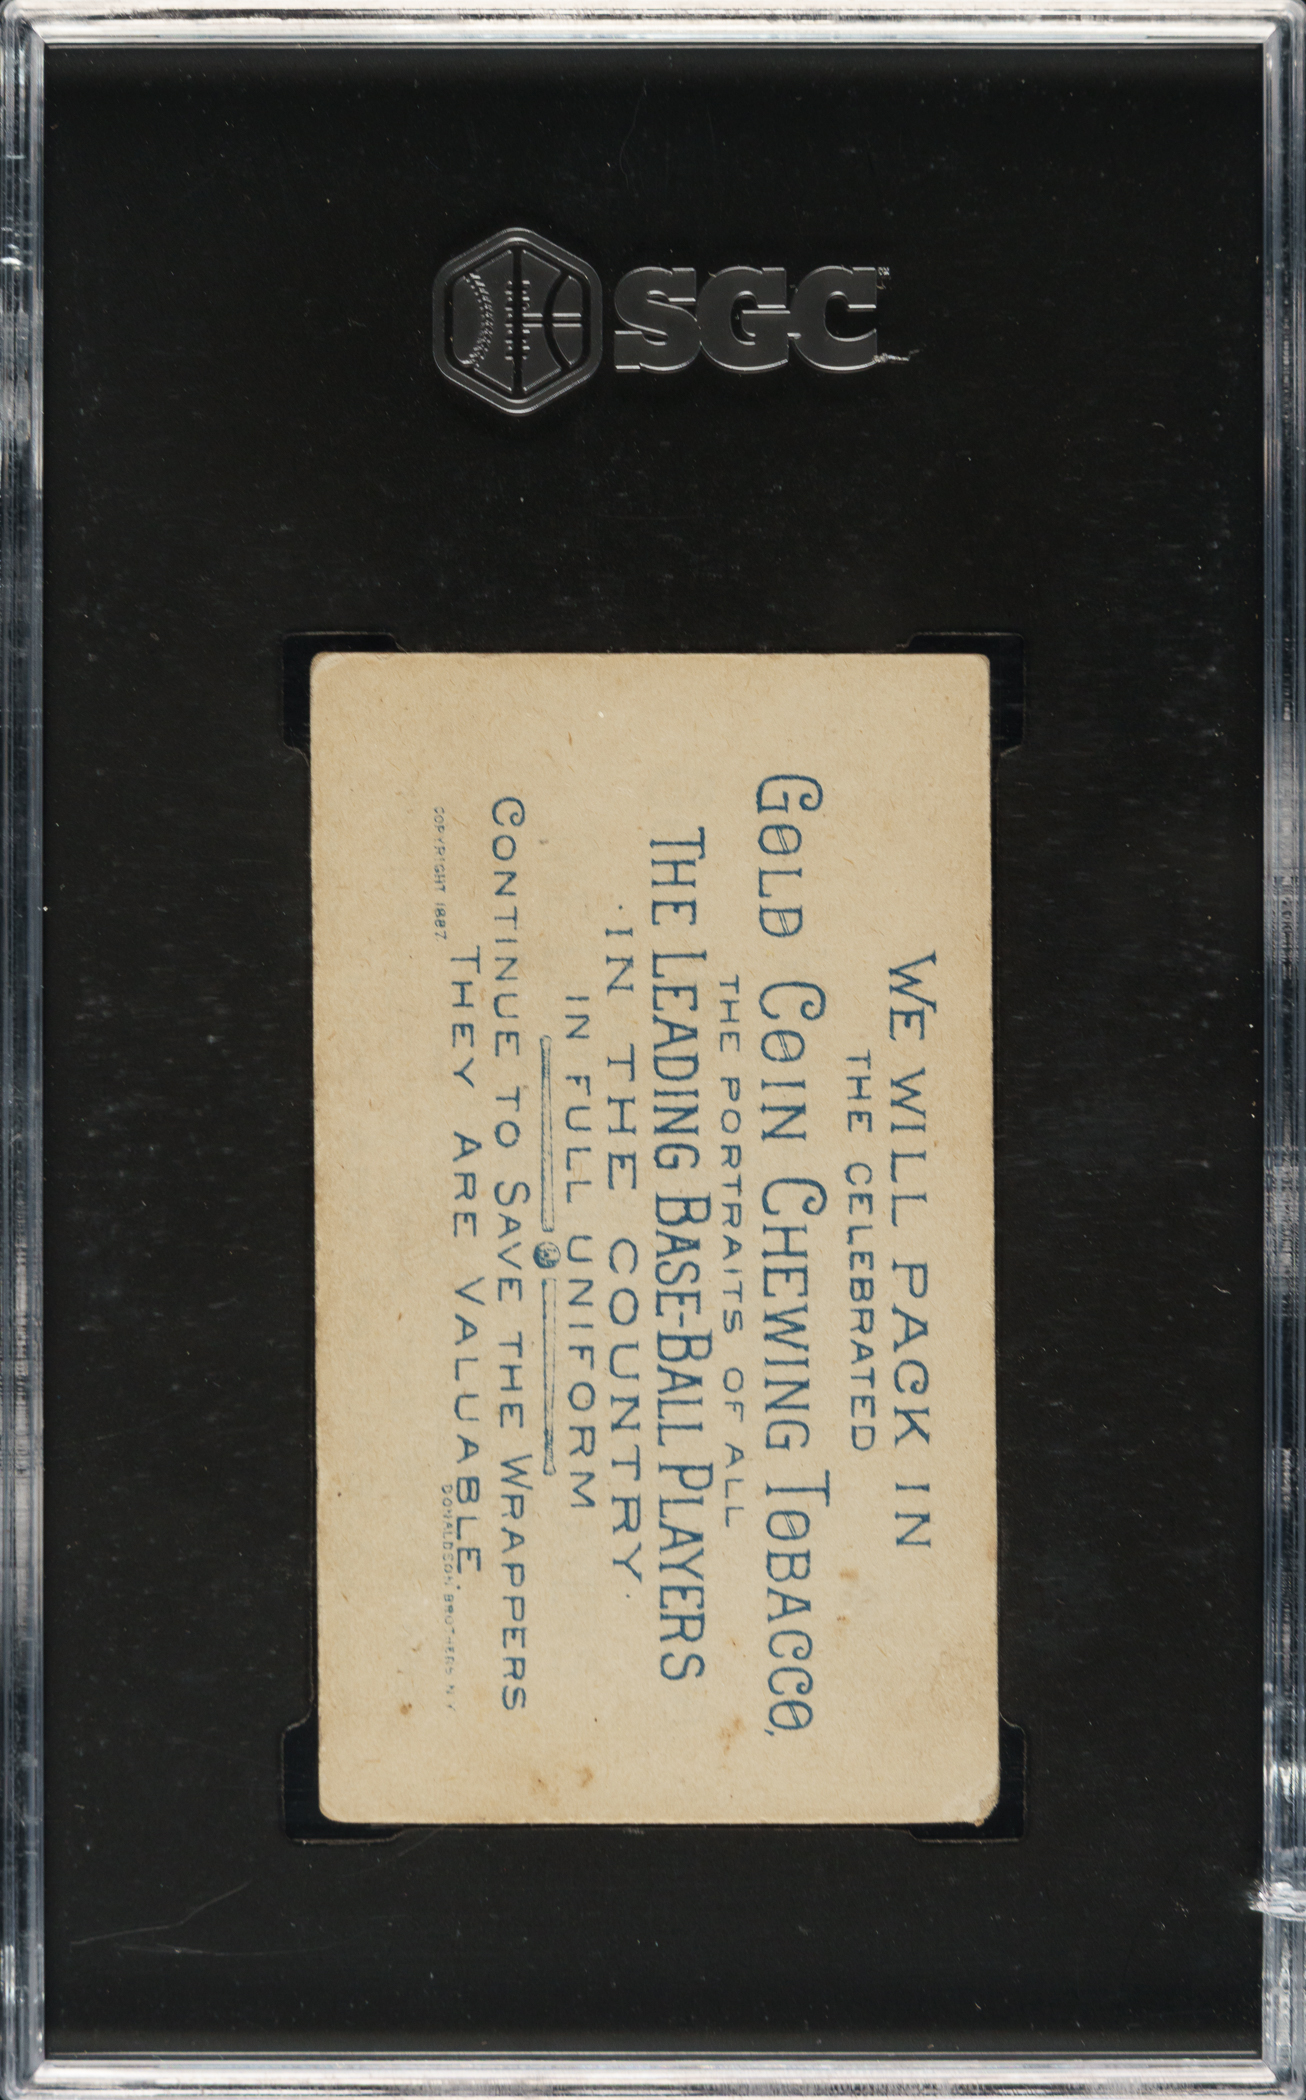 SGC
WE WILL PACK IN
THE CELEBRATED
GOLD COIN CHEWING TOBACCO,
THE PORTRAITS OF ALL
THE LEADING BASE-BALL PLAYERS
· IN THE COUNTRY ·
IN FULL UNIFORM
CONTINUE TO SAVE THE WRAPPERS
THEY ARE VALUABLE.
COPYRIGHT 1887
DONALDSON BROTHERS N.Y